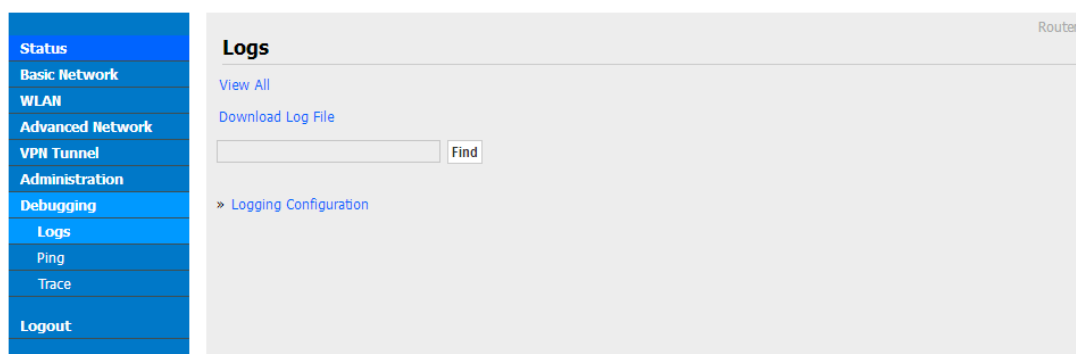 Router
Status
Basic Network
WLAN
Advanced Network
VPN Tunnel
Administration
Debugging
Logs
Ping
Trace
Logout
Logs
View All
Download Log File
Find
» Logging Configuration